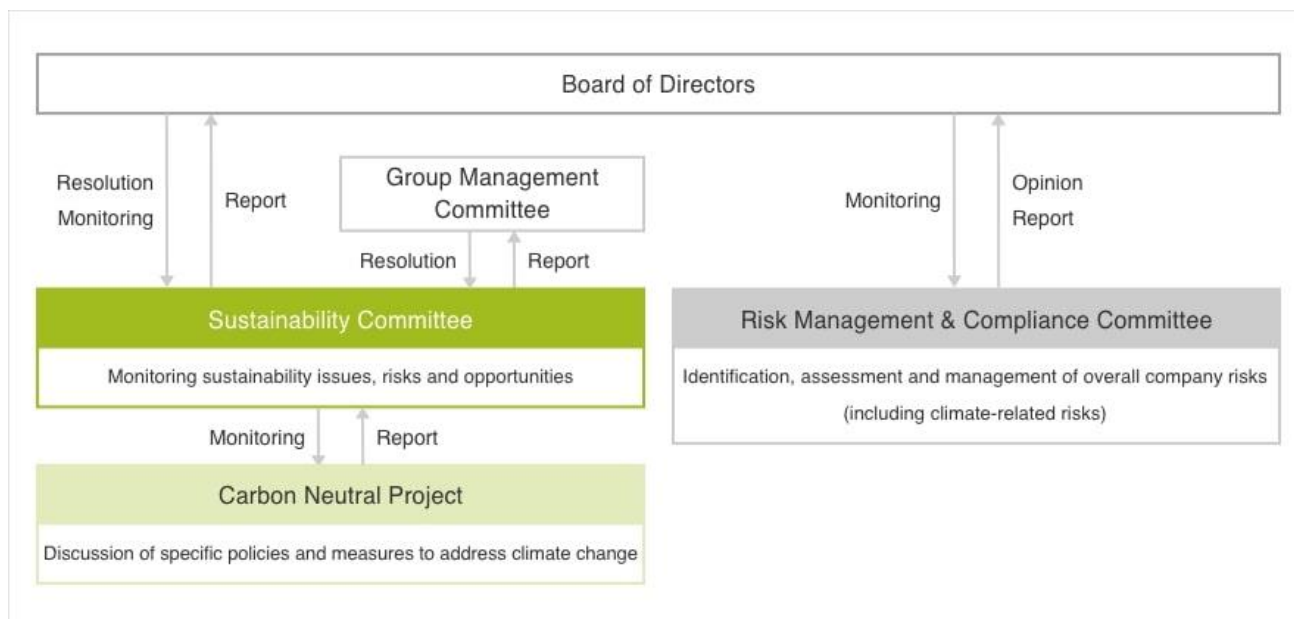 Board of Directors
Resolution
Monitoring
Report
Group Management
Committee
Resolution
Report
Monitoring
Opinion
Report
Sustainability Committee
Monitoring sustainability issues, risks and opportunities
Risk Management & Compliance Committee
Identification, assessment and management of overall company risks
(including climate-related risks)
Monitoring
Report
Carbon Neutral Project
Discussion of specific policies and measures to address climate change